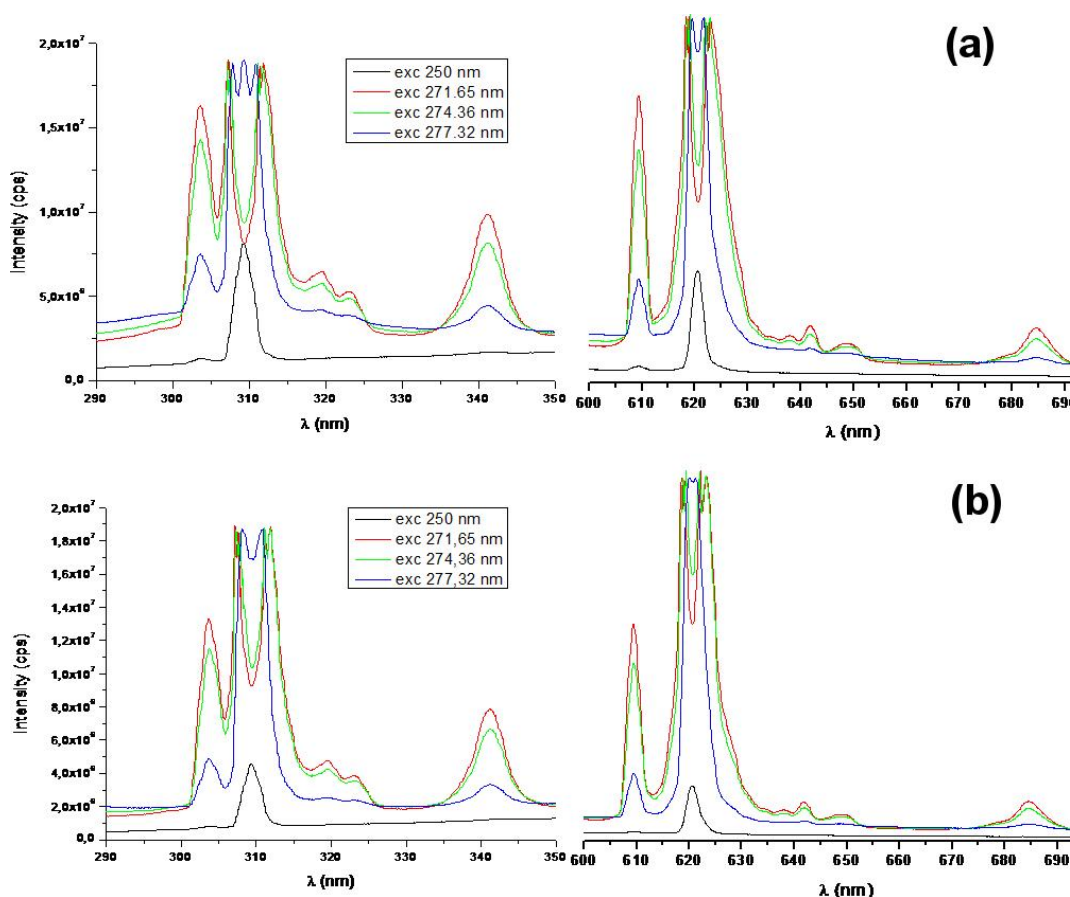 (a)
2,0x10⁷
1,5x10⁷
1,0x10⁷
5,0x10⁶
0,0
Intensity (cps)
exc 250 nm
exc 271.65 nm
exc 274.36 nm
exc 277.32 nm
290 300 310 320 330 340 350
λ (nm)
600 610 620 630 640 650 660 670 680 690
λ (nm)
(b)
2,0x10⁷
1,8x10⁷
1,6x10⁷
1,4x10⁷
1,2x10⁷
1,0x10⁷
8,0x10⁶
6,0x10⁶
4,0x10⁶
2,0x10⁶
0,0
Intensity (cps)
exc 250 nm
exc 271,65 nm
exc 274,36 nm
exc 277,32 nm
290 300 310 320 330 340 350
λ (nm)
600 610 620 630 640 650 660 670 680 690
λ (nm)